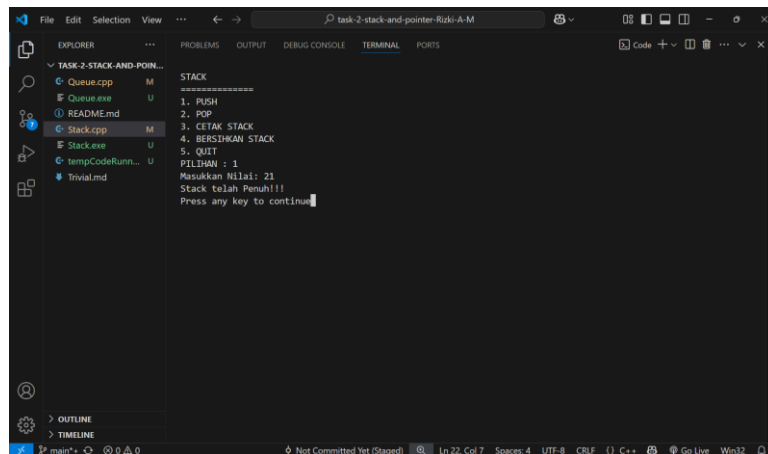 File Edit Selection View ··· task-2-stack-and-pointer-Rizki-A-M
EXPLORER ···
PROBLEMS OUTPUT DEBUG CONSOLE TERMINAL PORTS
Code
TASK-2-STACK-AND-POIN...
Queue.cpp M
Queue.exe U
README.md
Stack.cpp M
Stack.exe U
tempCodeRunn... U
Trivial.md
7
STACK
==============
1. PUSH
2. POP
3. CETAK STACK
4. BERSIHKAN STACK
5. QUIT
PILIHAN : 1
Masukkan Nilai: 21
Stack telah Penuh!!!
Press any key to continue
OUTLINE
TIMELINE
main*+ 0 0 0 Not Committed Yet (Staged) Ln 22, Col 7 Spaces: 4 UTF-8 CRLF {} C++ Go Live Win32